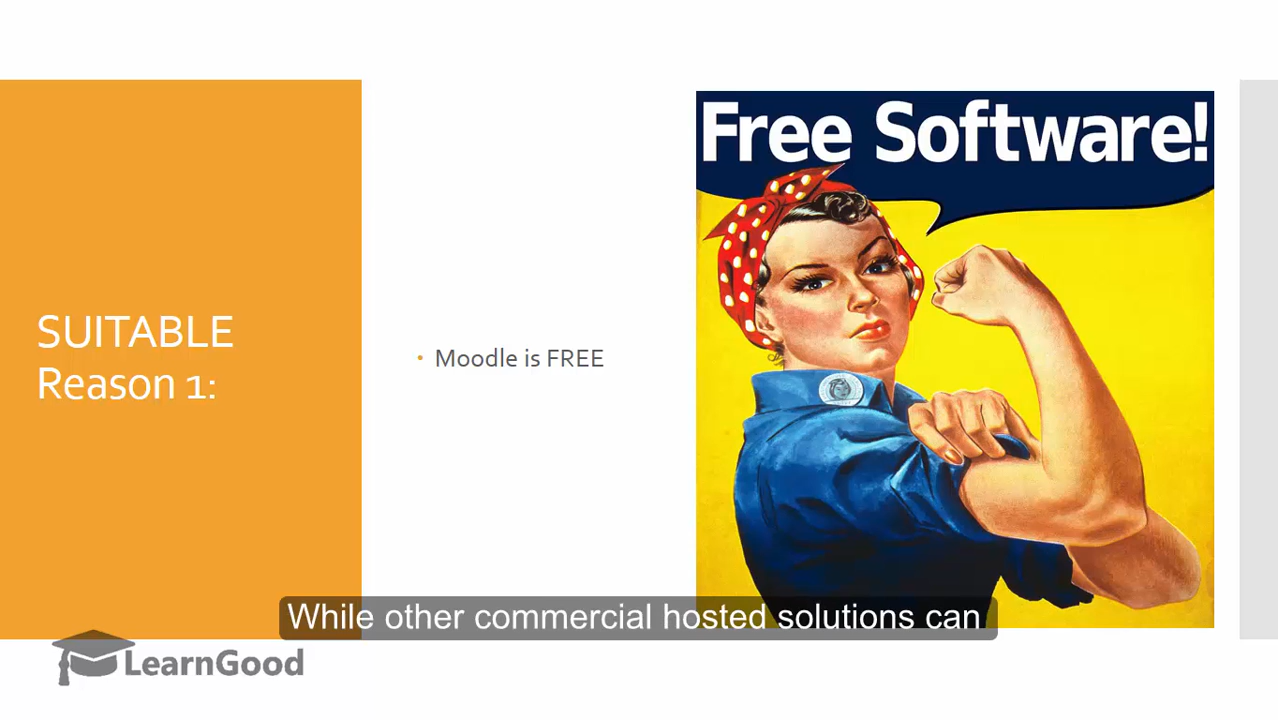 Free Software!
SUITABLE
Reason 1:
• Moodle is FREE
While other commercial hosted solutions can
LearnGood